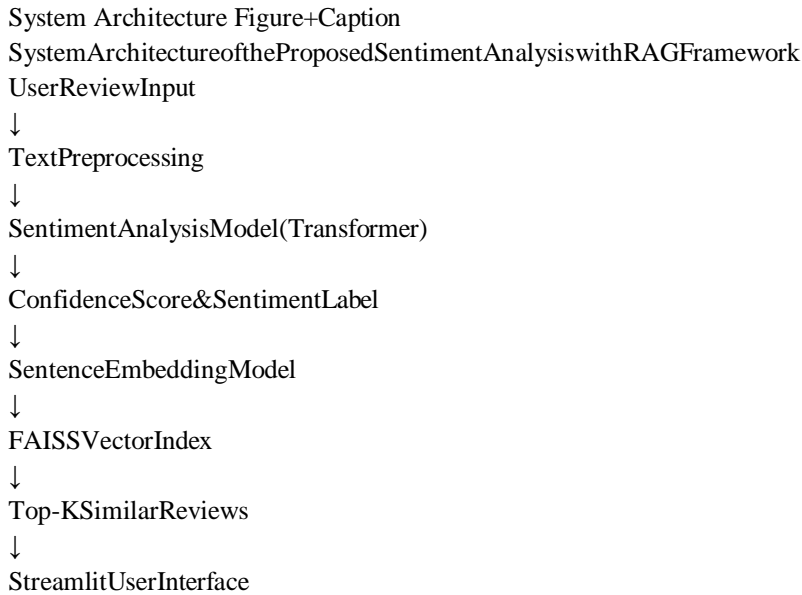 System Architecture Figure+Caption
SystemArchitectureoftheProposedSentimentAnalysiswithRAGFramework
UserReviewInput
↓
TextPreprocessing
↓
SentimentAnalysisModel(Transformer)
↓
ConfidenceScore&SentimentLabel
↓
SentenceEmbeddingModel
↓
FAISSVectorIndex
↓
Top-KSimilarReviews
↓
StreamlitUserInterface